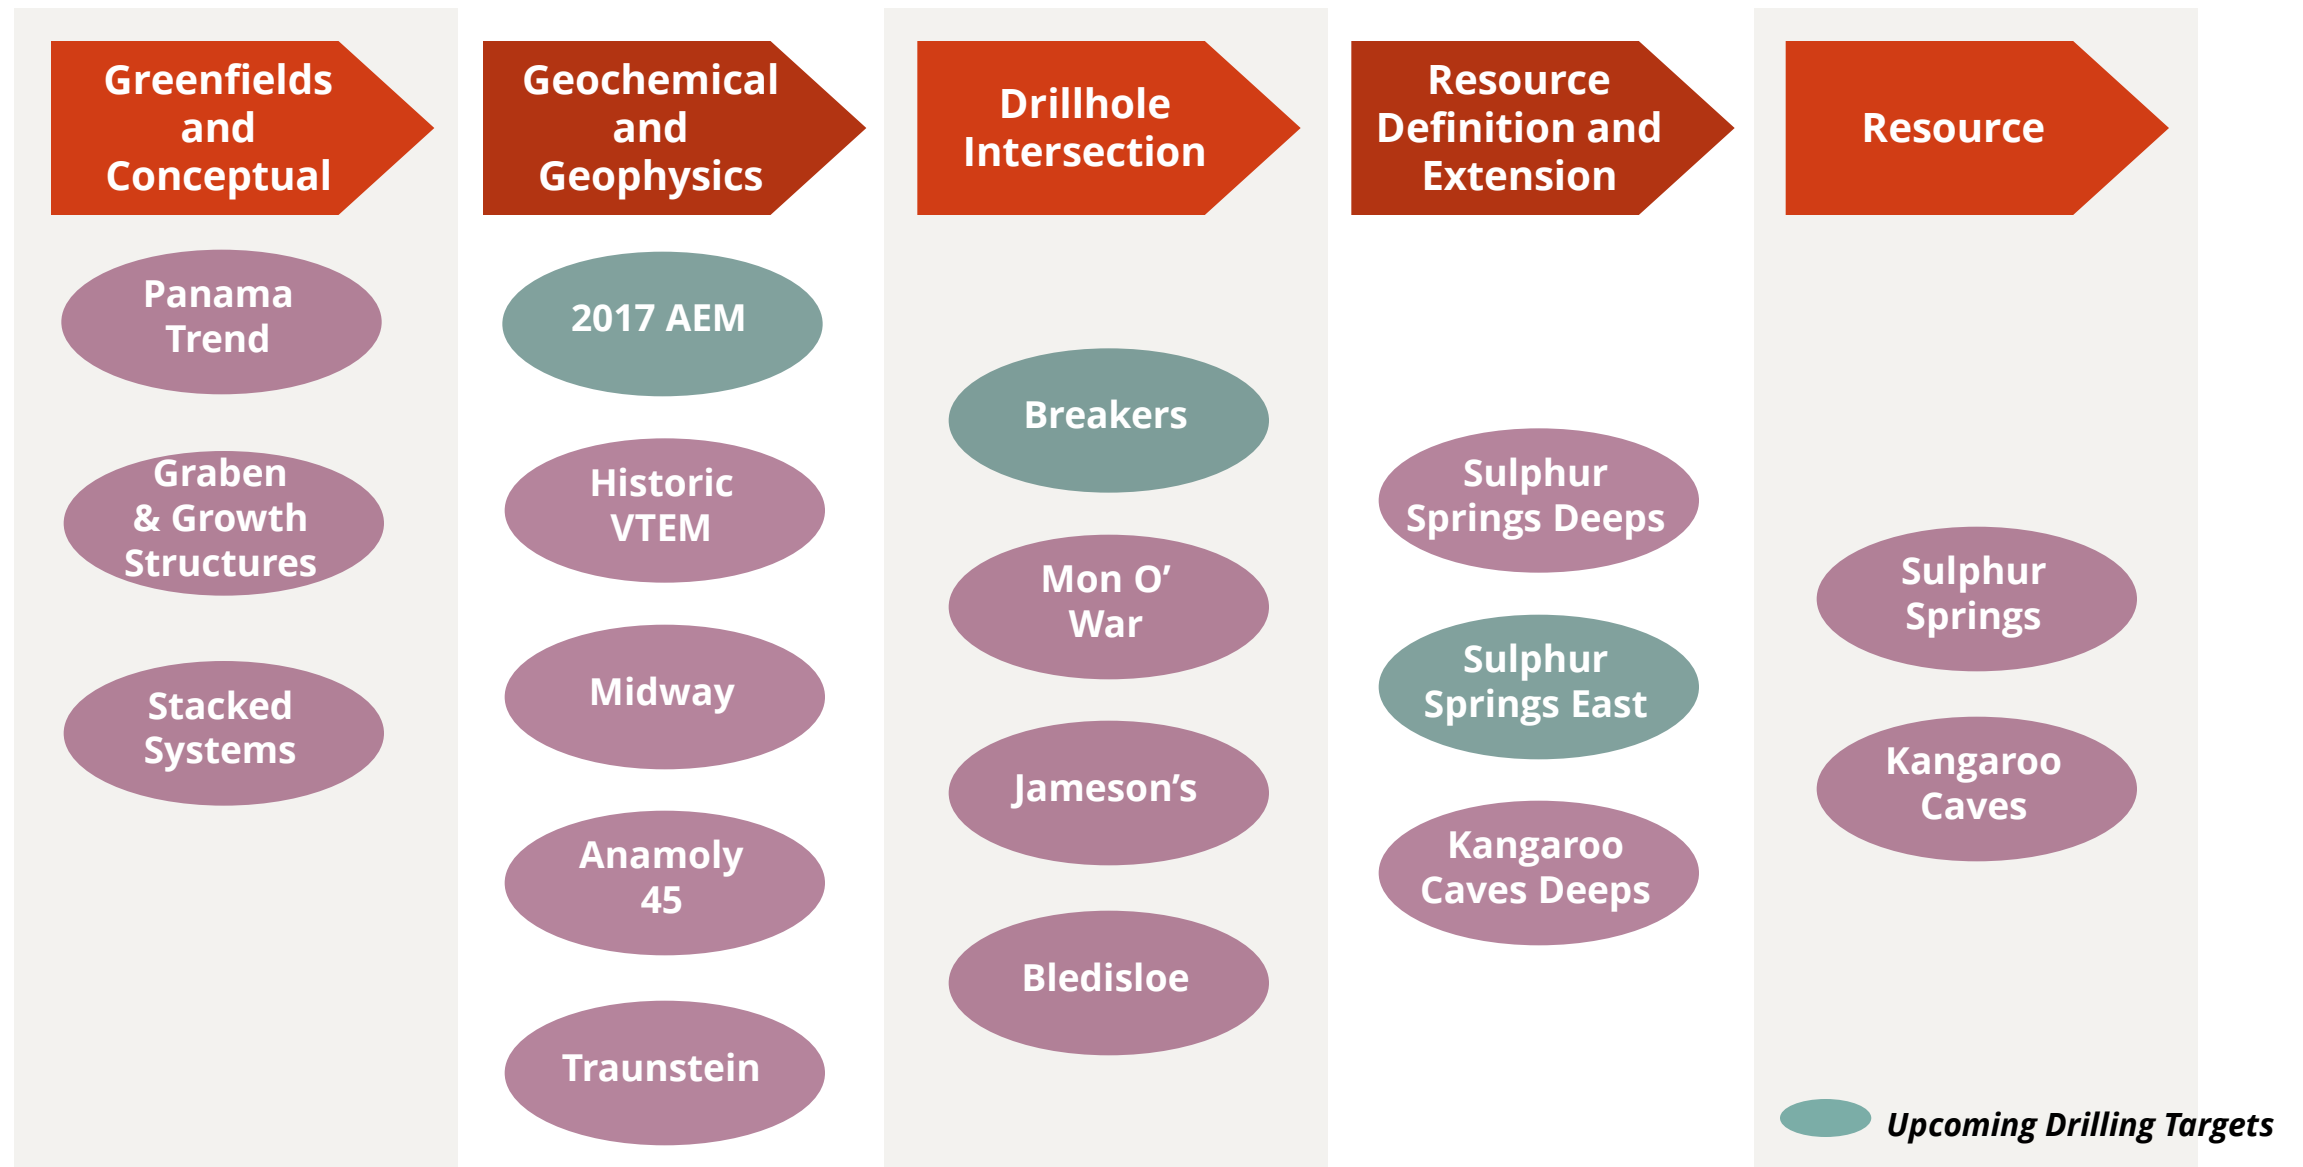 Greenfields
and
Conceptual
Panama
Trend
Graben
& Growth
Structures
Stacked
Systems
Geochemical
and
Geophysics
2017 AEM
Historic
VTEM
Midway
Anamoly
45
Traunstein
Drillhole
Intersection
Breakers
Mon O’
War
Jameson’s
Bledisloe
Resource
Definition and
Extension
Sulphur
Springs Deeps
Sulphur
Springs East
Kangaroo
Caves Deeps
Resource
Sulphur
Springs
Kangaroo
Caves
Upcoming Drilling Targets